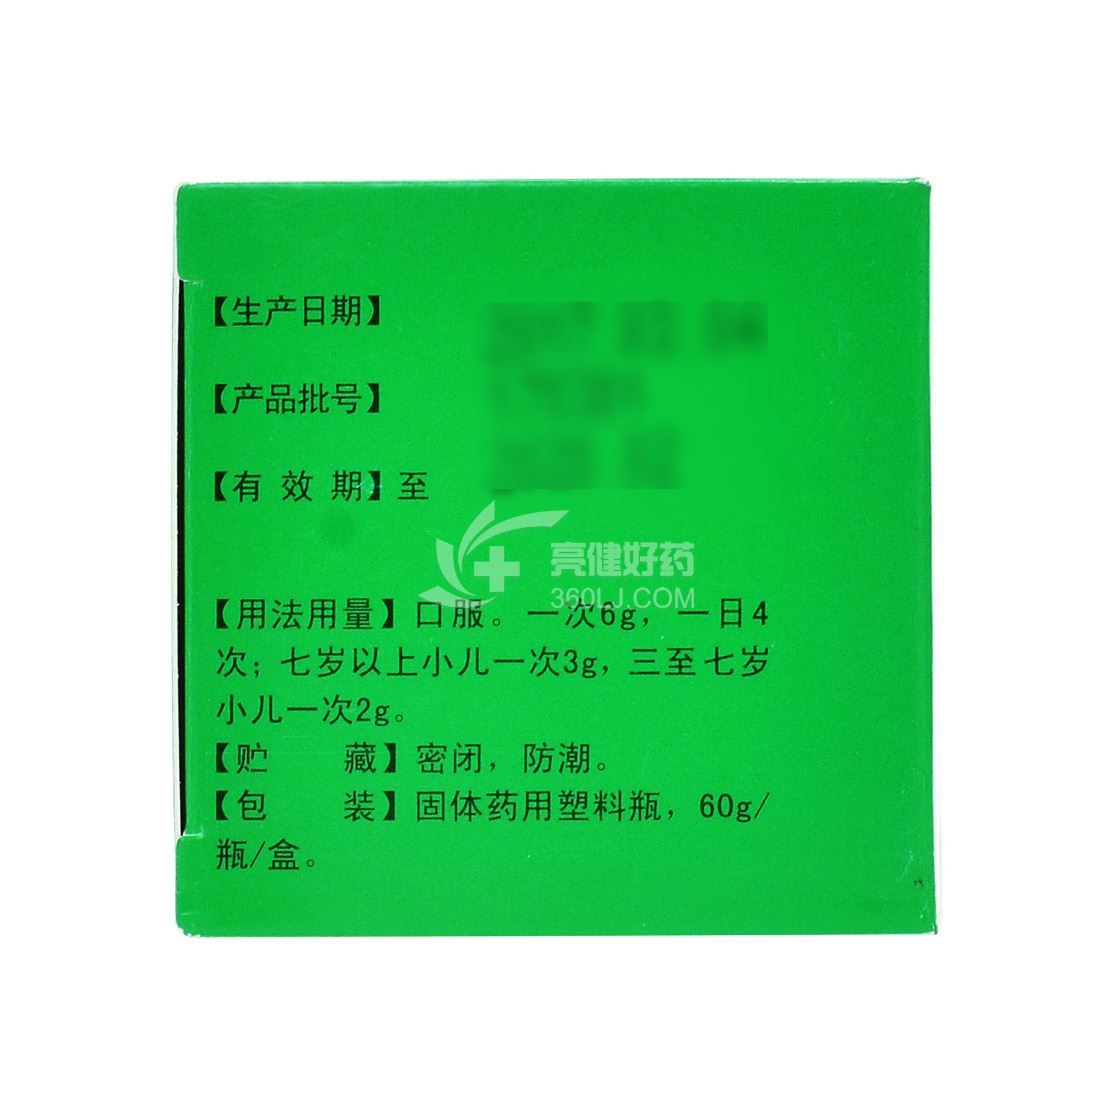 【生产日期】
【产品批号】
【有 效 期】至
亮健好药
360LJ.COM
【用法用量】口服。一次6g，一日4
次；七岁以上小儿一次3g，三至七岁
小儿一次2g。
【贮 藏】密闭，防潮。
【包 装】固体药用塑料瓶，60g/
瓶/盒。